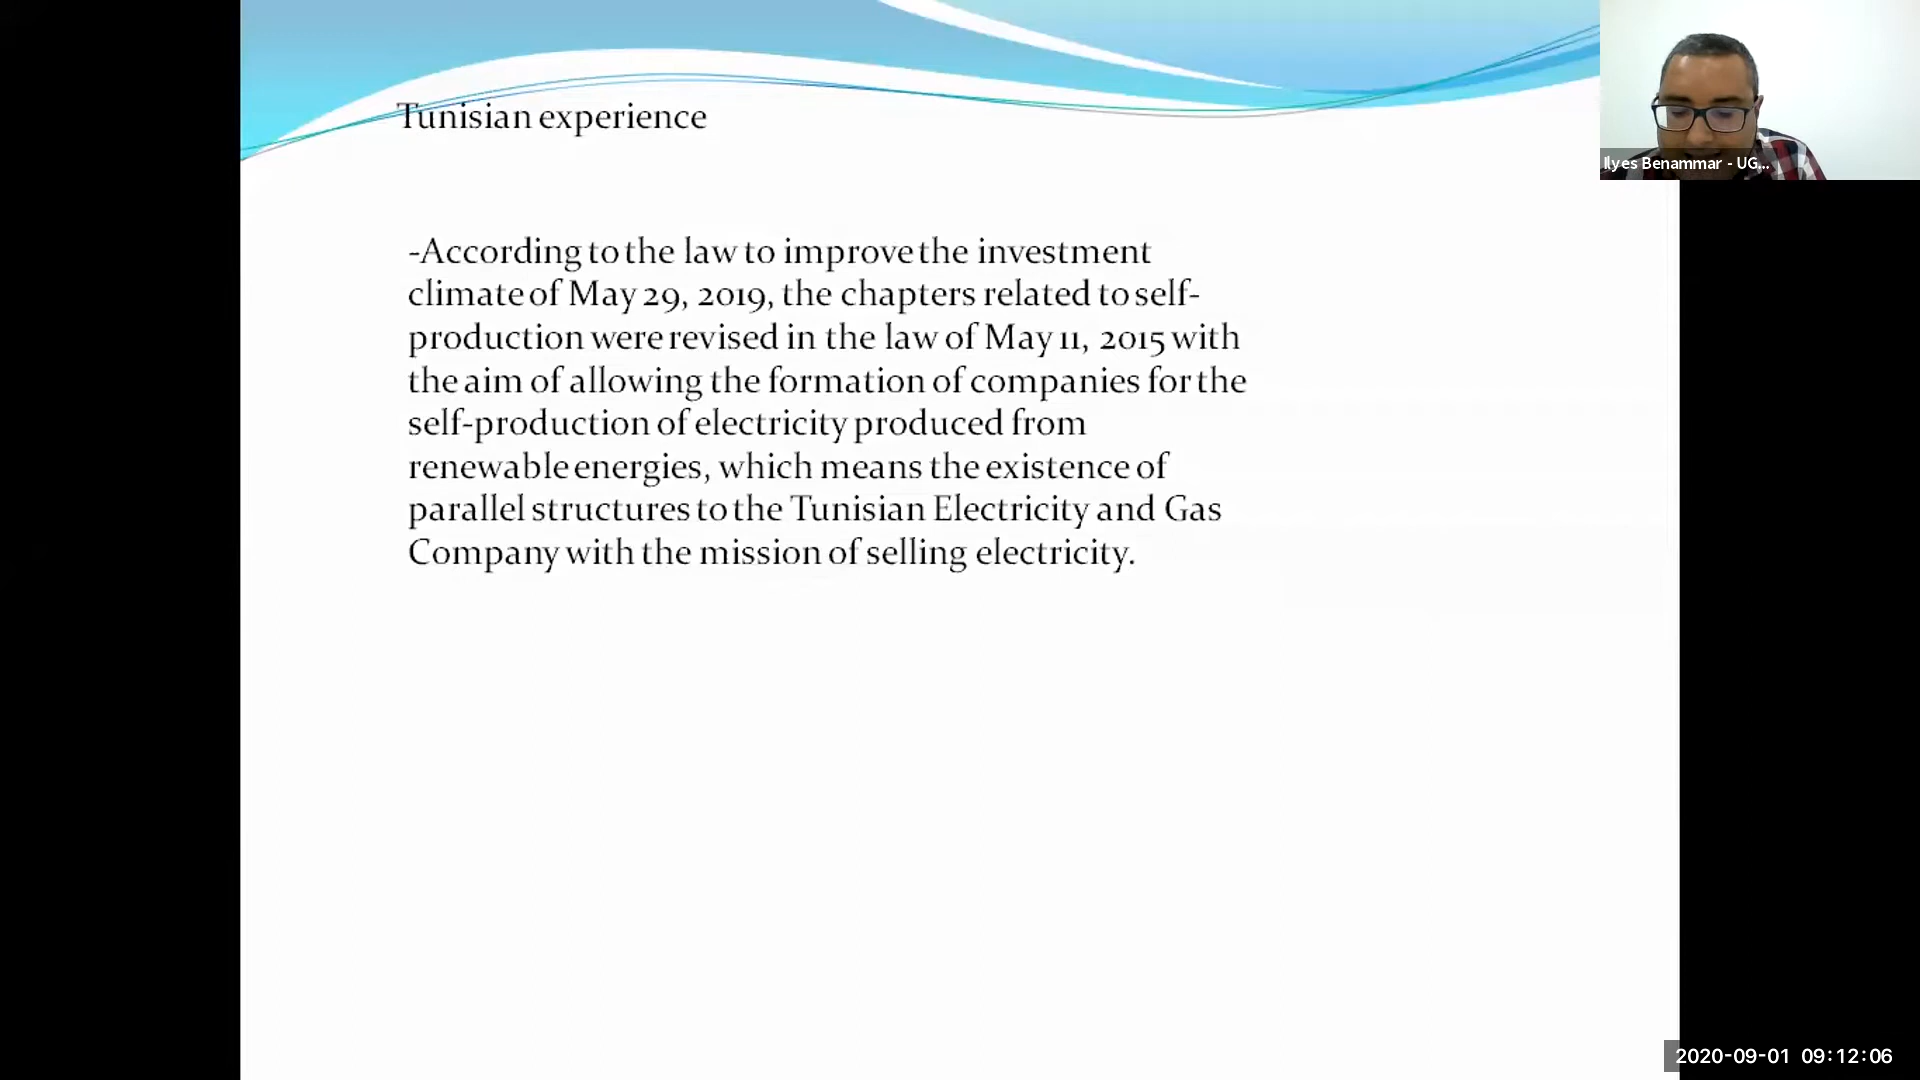 Tunisian experience
-According to the law to improve the investment
climate of May 29, 2019, the chapters related to self-
production were revised in the law of May 11, 2015 with
the aim of allowing the formation of companies for the
self-production of electricity produced from
renewable energies, which means the existence of
parallel structures to the Tunisian Electricity and Gas
Company with the mission of selling electricity.
Ilyes Benammar - UG...
2020-09-01 09:12:06